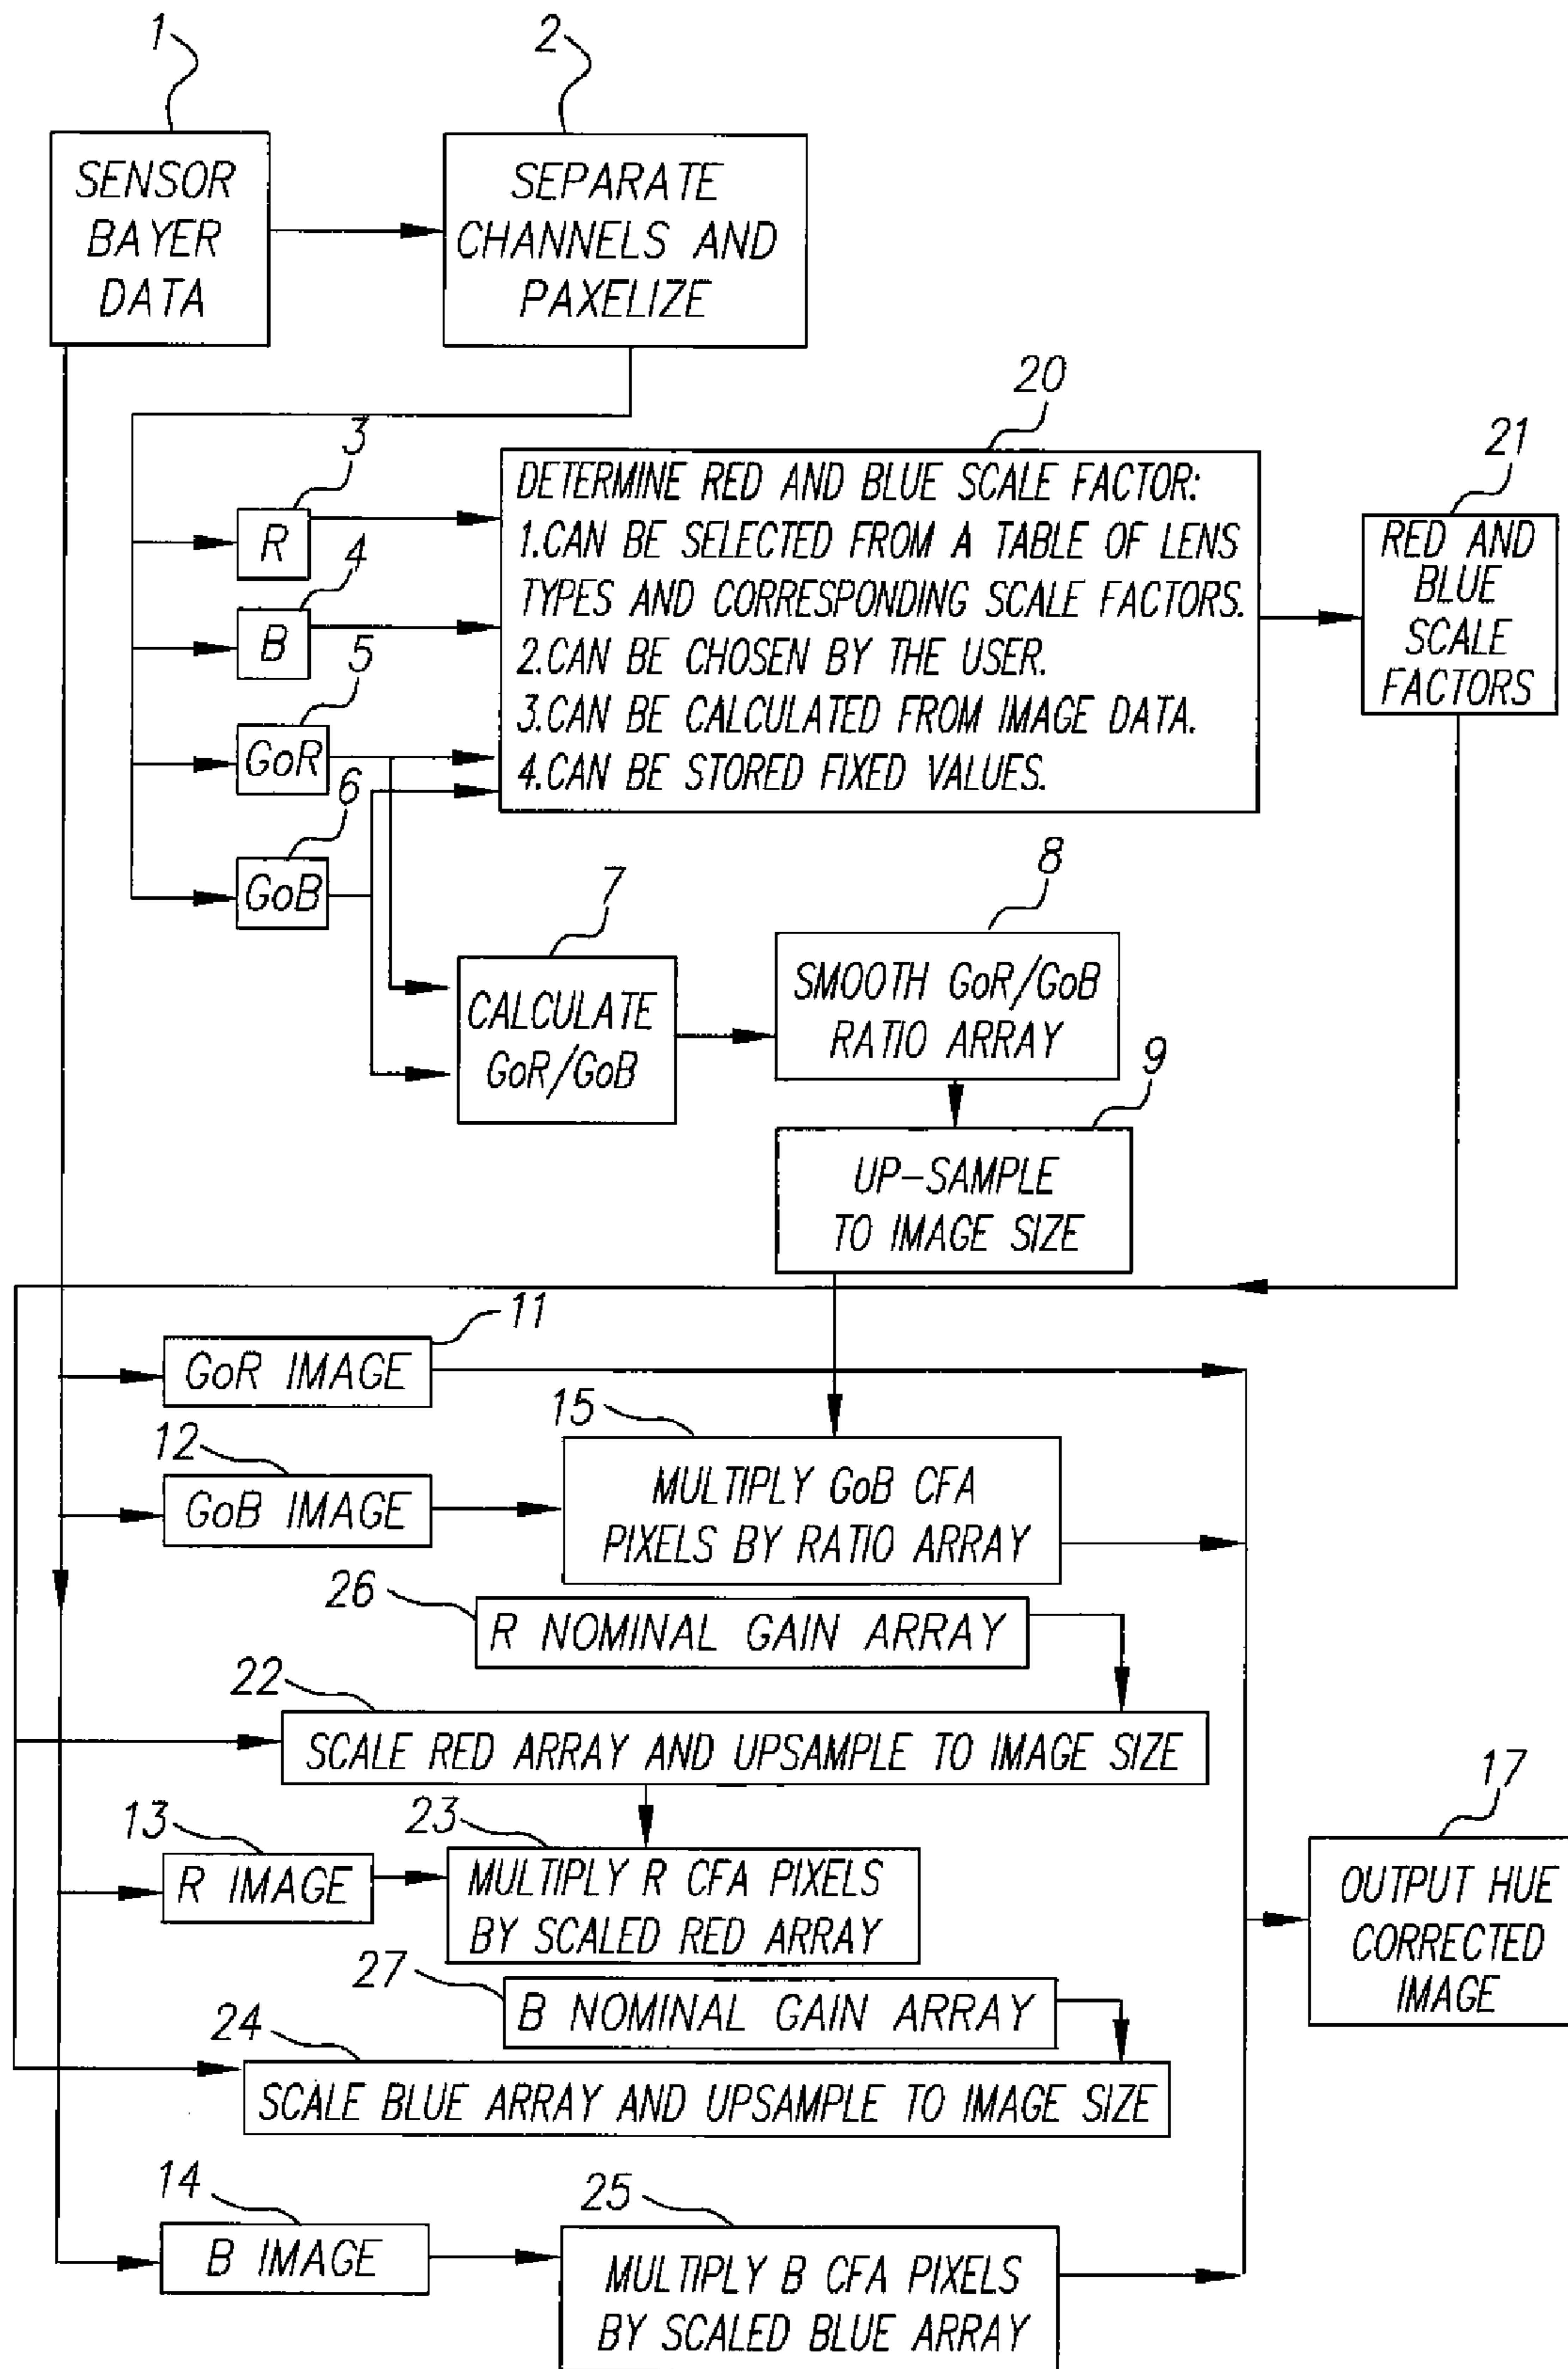 1
2
SENSOR
BAYER
DATA
SEPARATE
CHANNELS AND
PAXELIZE
20
21
3
R
4
B
5
GoR
6
GoB
DETERMINE RED AND BLUE SCALE FACTOR:
1.CAN BE SELECTED FROM A TABLE OF LENS
TYPES AND CORRESPONDING SCALE FACTORS.
2.CAN BE CHOSEN BY THE USER.
3.CAN BE CALCULATED FROM IMAGE DATA.
4.CAN BE STORED FIXED VALUES.
RED AND
BLUE
SCALE
FACTORS
7
CALCULATE
GoR/GoB
8
SMOOTH GoR/GoB
RATIO ARRAY
9
UP-SAMPLE
TO IMAGE SIZE
11
GoR IMAGE
12
GoB IMAGE
15
MULTIPLY GoB CFA
PIXELS BY RATIO ARRAY
26
R NOMINAL GAIN ARRAY
22
SCALE RED ARRAY AND UPSAMPLE TO IMAGE SIZE
13
R IMAGE
23
MULTIPLY R CFA PIXELS
BY SCALED RED ARRAY
17
OUTPUT HUE
CORRECTED
IMAGE
27
B NOMINAL GAIN ARRAY
24
SCALE BLUE ARRAY AND UPSAMPLE TO IMAGE SIZE
14
B IMAGE
25
MULTIPLY B CFA PIXELS
BY SCALED BLUE ARRAY